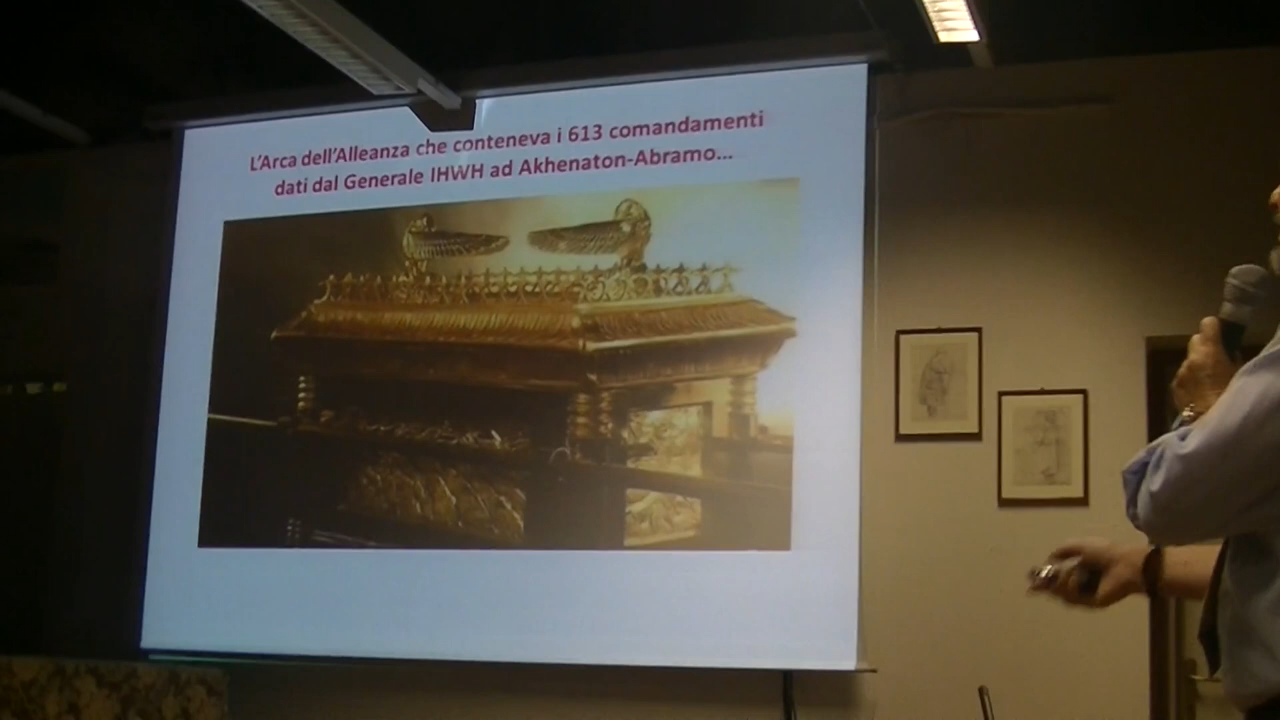 L'Arca dell'Alleanza che conteneva i 613 comandamenti
dati dal Generale IHWH ad Akhenaton-Abramo...